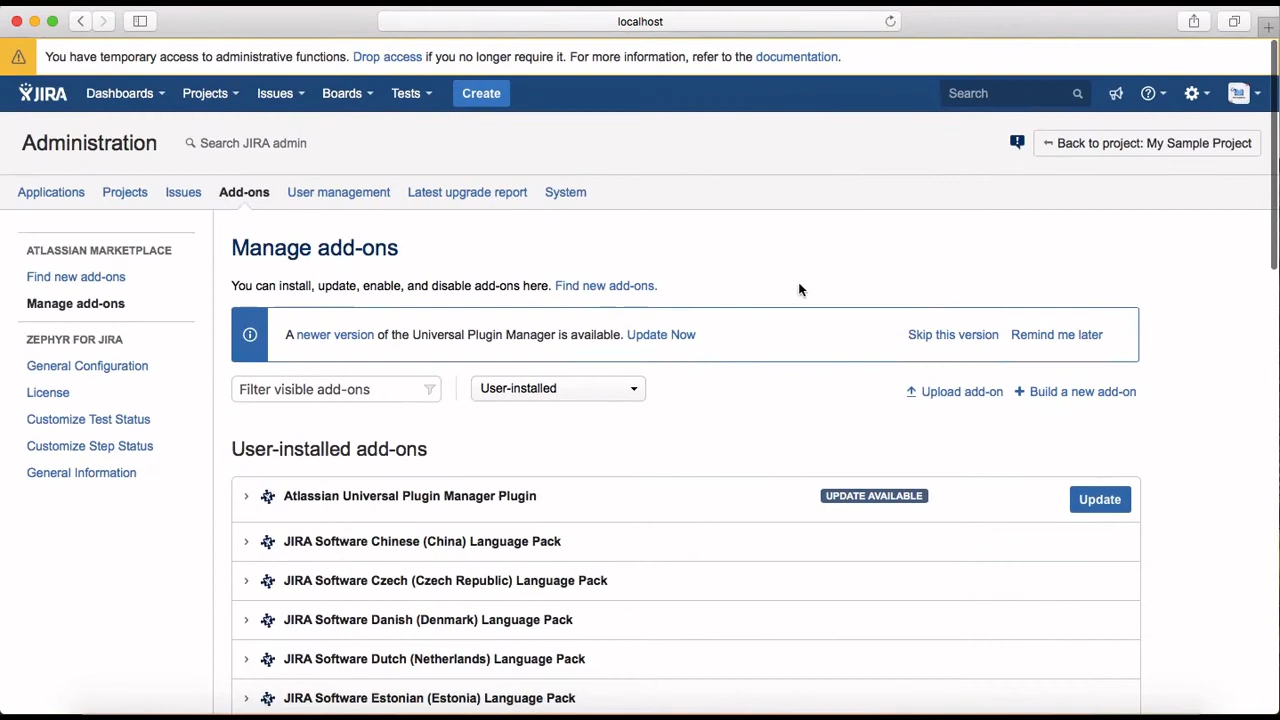 localhost
You have temporary access to administrative functions. Drop access if you no longer require it. For more information, refer to the documentation.
JIRA Dashboards Projects Issues Boards Tests Create Search
Administration Search JIRA admin Back to project: My Sample Project
Applications Projects Issues Add-ons User management Latest upgrade report System
ATLASSIAN MARKETPLACE
Find new add-ons
Manage add-ons
ZEPHYR FOR JIRA
General Configuration
License
Customize Test Status
Customize Step Status
General Information
Manage add-ons
You can install, update, enable, and disable add-ons here. Find new add-ons.
A newer version of the Universal Plugin Manager is available. Update Now Skip this version Remind me later
Filter visible add-ons User-installed Upload add-on Build a new add-on
User-installed add-ons
Atlassian Universal Plugin Manager Plugin UPDATE AVAILABLE Update
JIRA Software Chinese (China) Language Pack
JIRA Software Czech (Czech Republic) Language Pack
JIRA Software Danish (Denmark) Language Pack
JIRA Software Dutch (Netherlands) Language Pack
JIRA Software Estonian (Estonia) Language Pack